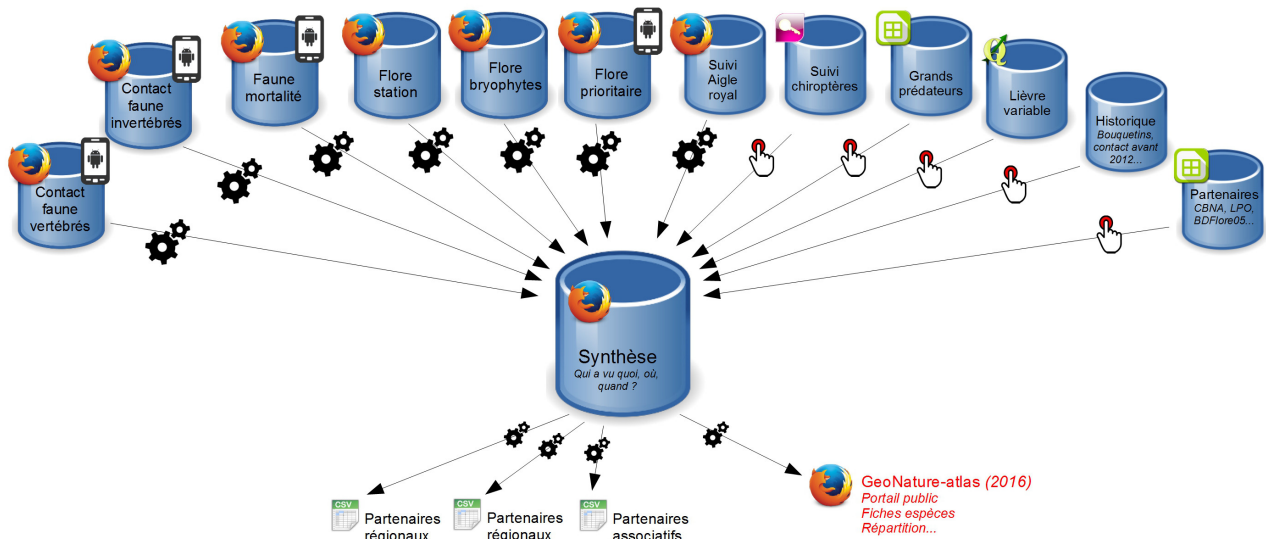 Contact
faune
vertébrés
Contact
faune
invertébrés
Faune
mortalité
Flore
station
Flore
bryophytes
Flore
prioritaire
Suivi
Aigle
royal
Suivi
chiroptères
Grands
prédateurs
Lièvre
variable
Historique
Bouquetins,
contact avant
2012...
Partenaires
CBNA, LPO,
BDFlore05...
Synthèse
Qui a vu quoi, où,
quand ?
CSV
Partenaires
régionaux
CSV
Partenaires
régionaux
CSV
Partenaires
associatifs
GeoNature-atlas (2016)
Portail public
Fiches espèces
Répartition...